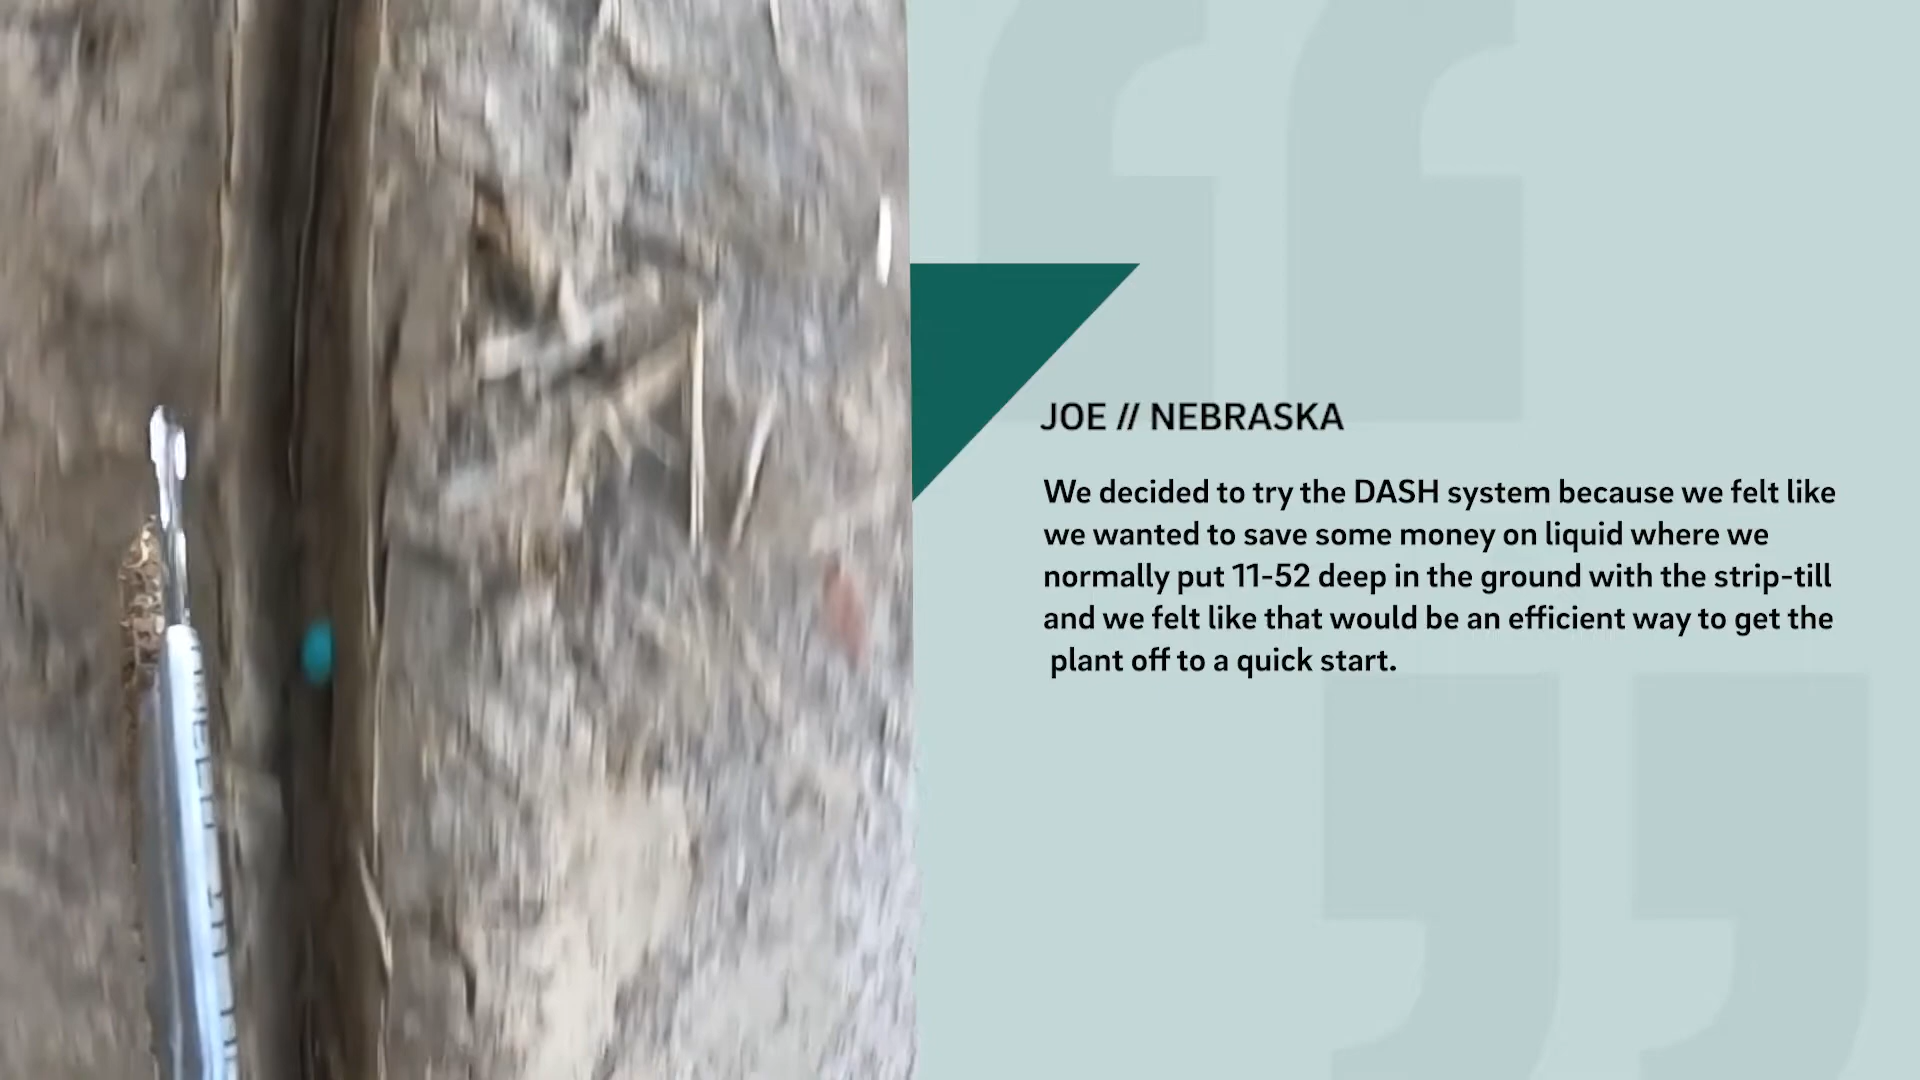 JOE // NEBRASKA
We decided to try the DASH system because we felt like
we wanted to save some money on liquid where we
normally put 11-52 deep in the ground with the strip-till
and we felt like that would be an efficient way to get the
plant off to a quick start.